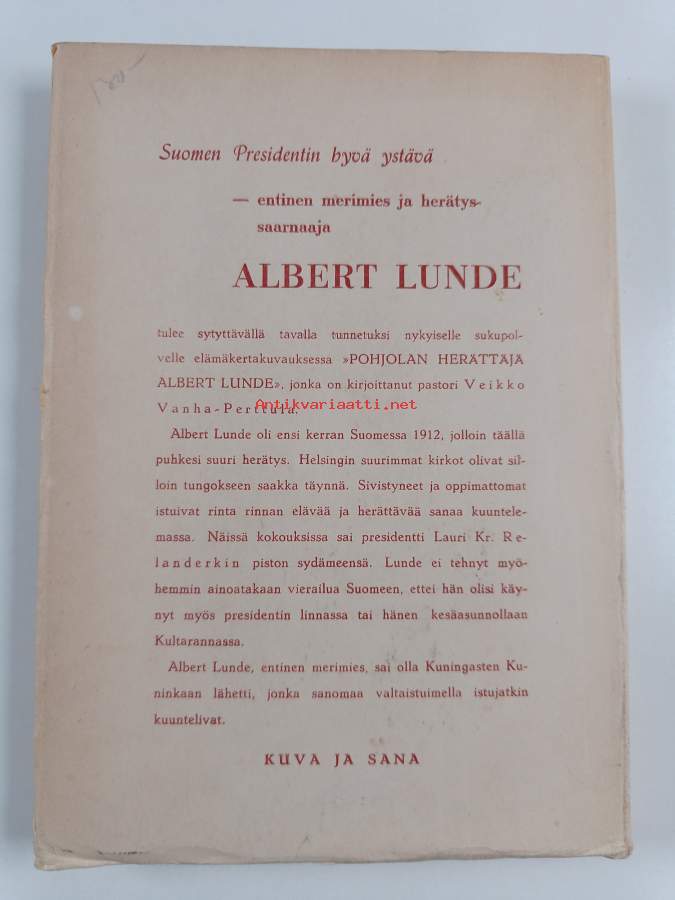 Suomen Presidentin hyvä ystävä
— entinen merimies ja herätys-
saarnaaja
ALBERT LUNDE
tulee sytyttävällä tavalla tunnetuksi nykyiselle sukupol-
velle elämäkertakuvauksessa »POHJOLAN HERÄTTÄJÄ
ALBERT LUNDE», jonka on kirjoittanut pastori Veikko
Vanha-Perttula.
Antikvariaatti.net
Albert Lunde oli ensi kerran Suomessa 1912, jolloin täällä
puhkesi suuri herätys. Helsingin suurimmat kirkot olivat sil-
loin tungokseen saakka täynnä. Sivistyneet ja oppimattomat
istuivat rinta rinnan elävää ja herättävää sanaa kuuntele-
massa. Näissä kokouksissa sai presidentti Lauri Kr. Re-
landerkin piston sydämeensä. Lunde ei tehnyt myö-
hemmin ainoatakaan vierailua Suomeen, ettei hän olisi käy-
nyt myös presidentin linnassa tai hänen kesäasunnollaan
Kultarannassa.
Albert Lunde, entinen merimies, sai olla Kuningasten Ku-
ninkaan lähetti, jonka sanomaa valtaistuimella istujatkin
kuuntelivat.
KUVA JA SANA